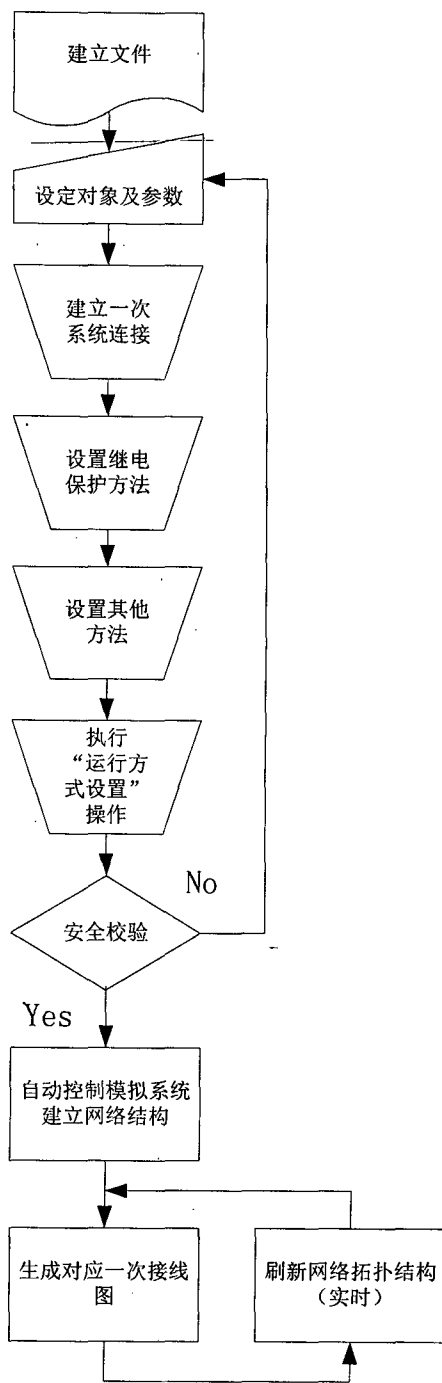 建立文件
设定对象及参数
建立一次
系统连接
设置继电
保护方法
设置其他
方法
执行
“运行方
式设置”
操作
No
安全校验
Yes
自动控制模拟系统
建立网络结构
生成对应一次接线
图
刷新网络拓扑结构
（实时）